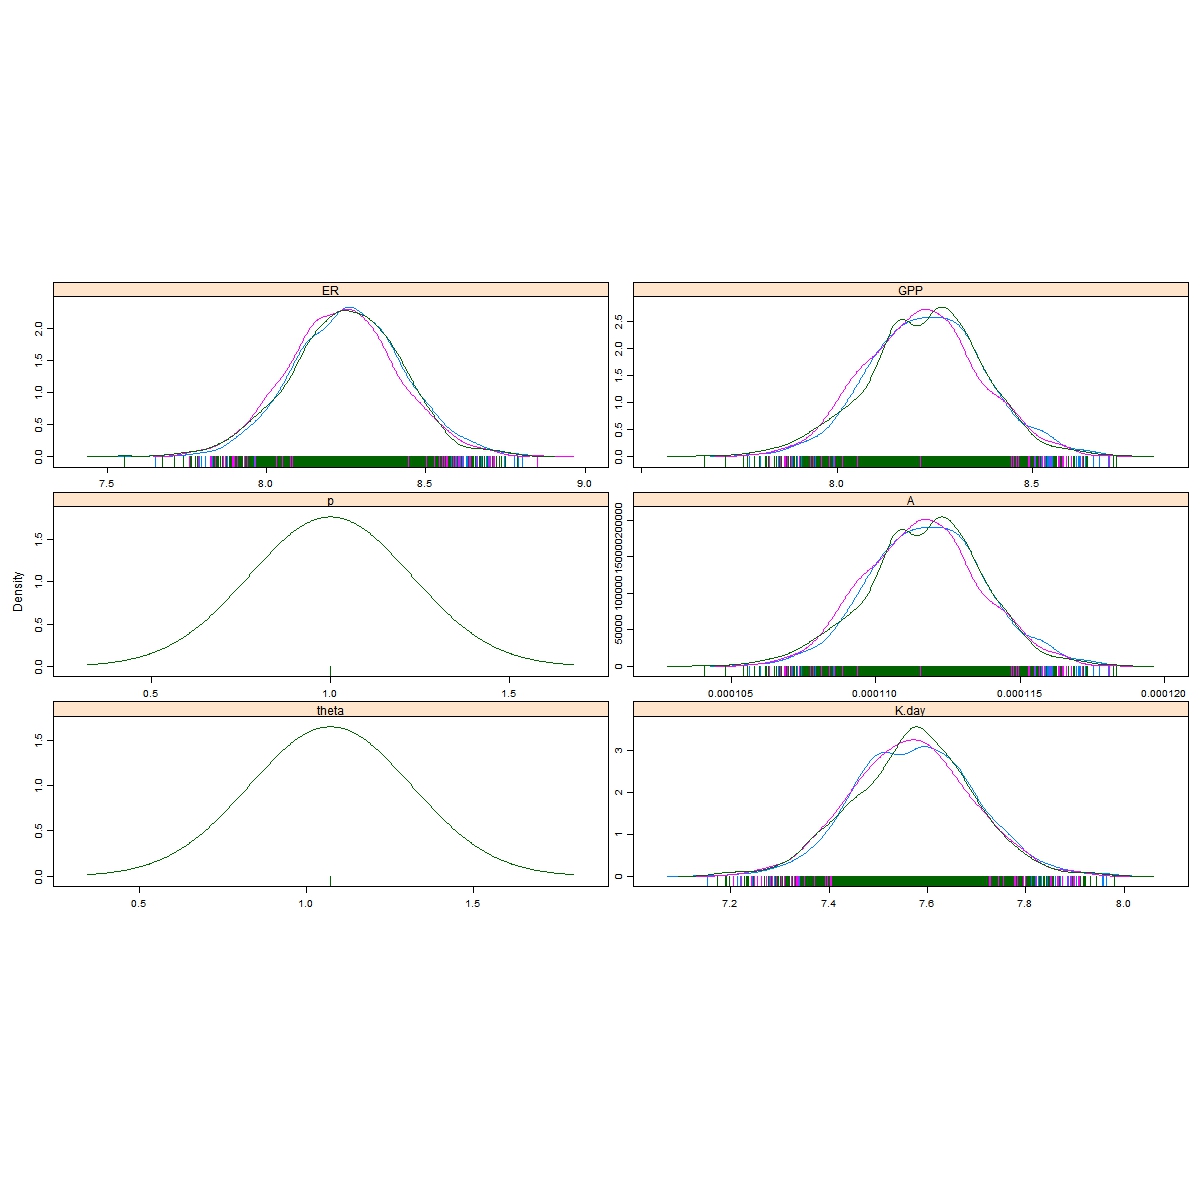 ER
GPP
0.0 0.5 1.0 1.5 2.0
0.0 0.5 1.0 1.5 2.0 2.5
7.5 8.0 8.5 9.0
8.0 8.5
p
A
Density
0.0 0.5 1.0 1.5
0 50000 100000 150000 200000
0.5 1.0 1.5
0.000105 0.000110 0.000115 0.000120
theta
K.day
0.0 0.5 1.0 1.5
0 1 2 3
0.5 1.0 1.5
7.2 7.4 7.6 7.8 8.0